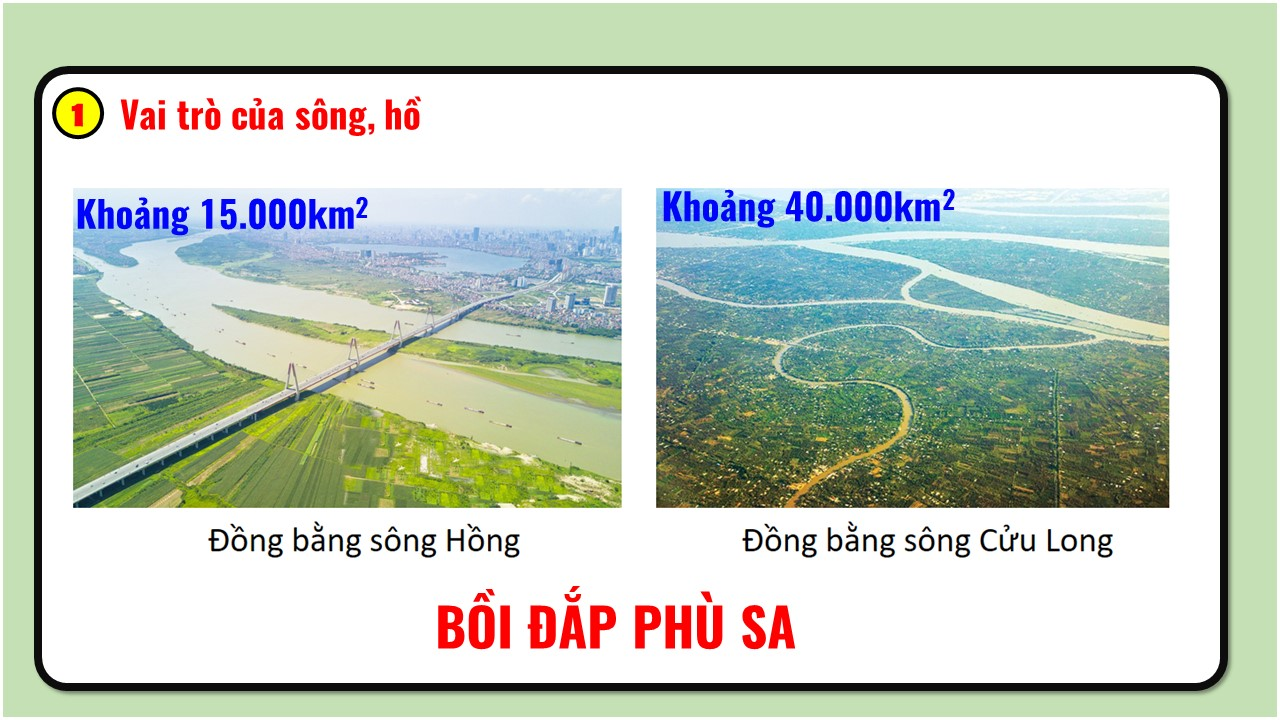 1 Vai trò của sông, hồ
Khoảng 15.000km²
Khoảng 40.000km²
Đồng bằng sông Hồng
Đồng bằng sông Cửu Long
BỒI ĐẮP PHÙ SA